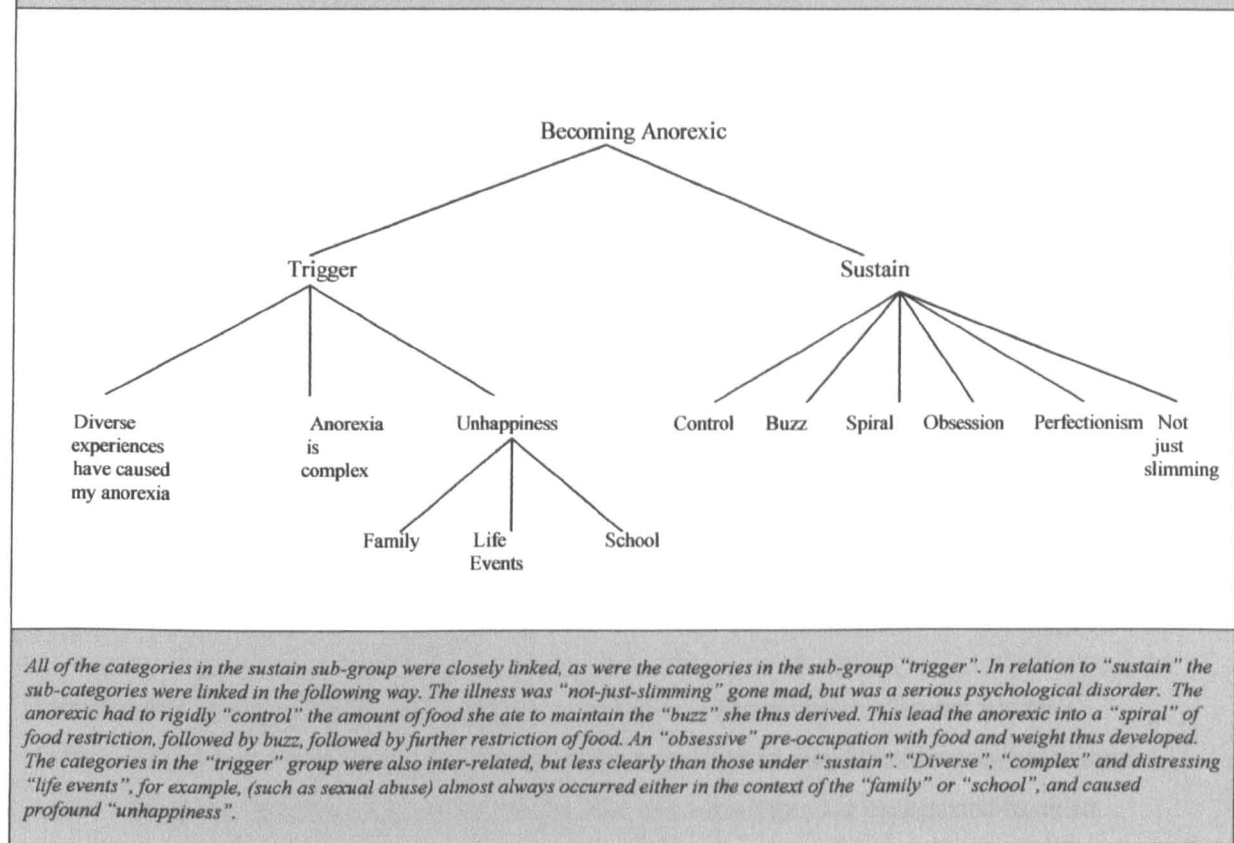 Becoming Anorexic
Trigger
Sustain
Diverse
experiences
have caused
my anorexia
Anorexia
is
complex
Unhappiness
Control
Buzz
Spiral
Obsession
Perfectionism
Not
just
slimming
Family
Life
Events
School
All of the categories in the sustain sub-group were closely linked, as were the categories in the sub-group "trigger". In relation to "sustain" the
sub-categories were linked in the following way. The illness was "not-just-slimming" gone mad, but was a serious psychological disorder. The
anorexic had to rigidly "control" the amount of food she ate to maintain the "buzz" she thus derived. This lead the anorexic into a "spiral" of
food restriction, followed by buzz, followed by further restriction of food. An "obsessive" pre-occupation with food and weight thus developed.
The categories in the "trigger" group were also inter-related, but less clearly than those under "sustain". "Diverse", "complex" and distressing
"life events", for example, (such as sexual abuse) almost always occurred either in the context of the "family" or "school", and caused
profound "unhappiness".